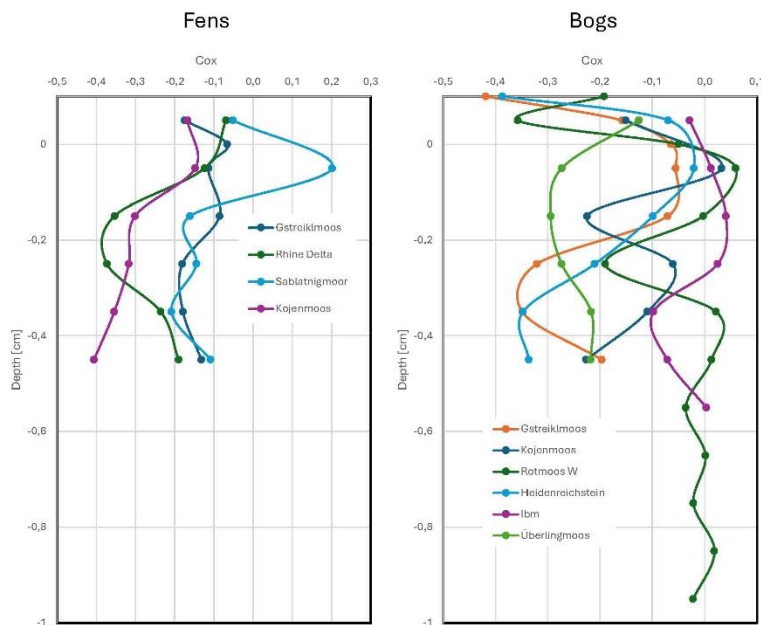 Fens
Cox
-0,5 -0,4 -0,3 -0,2 -0,1 0,0 0,1 0,2 0,3
0
-0,2
-0,4
-0,6
-0,8
-1
Depth [cm]
Gstreiklmoos
Rhine Delta
Sablatnigmoor
Kojenmoos
Bogs
Cox
-0,5 -0,4 -0,3 -0,2 -0,1 0,0 0,1
0
-0,2
-0,4
-0,6
-0,8
-1
Depth [cm]
Gstreiklmoos
Kojenmoos
Rotmoos W
Heidenreichstein
Ibm
Überlingmoos